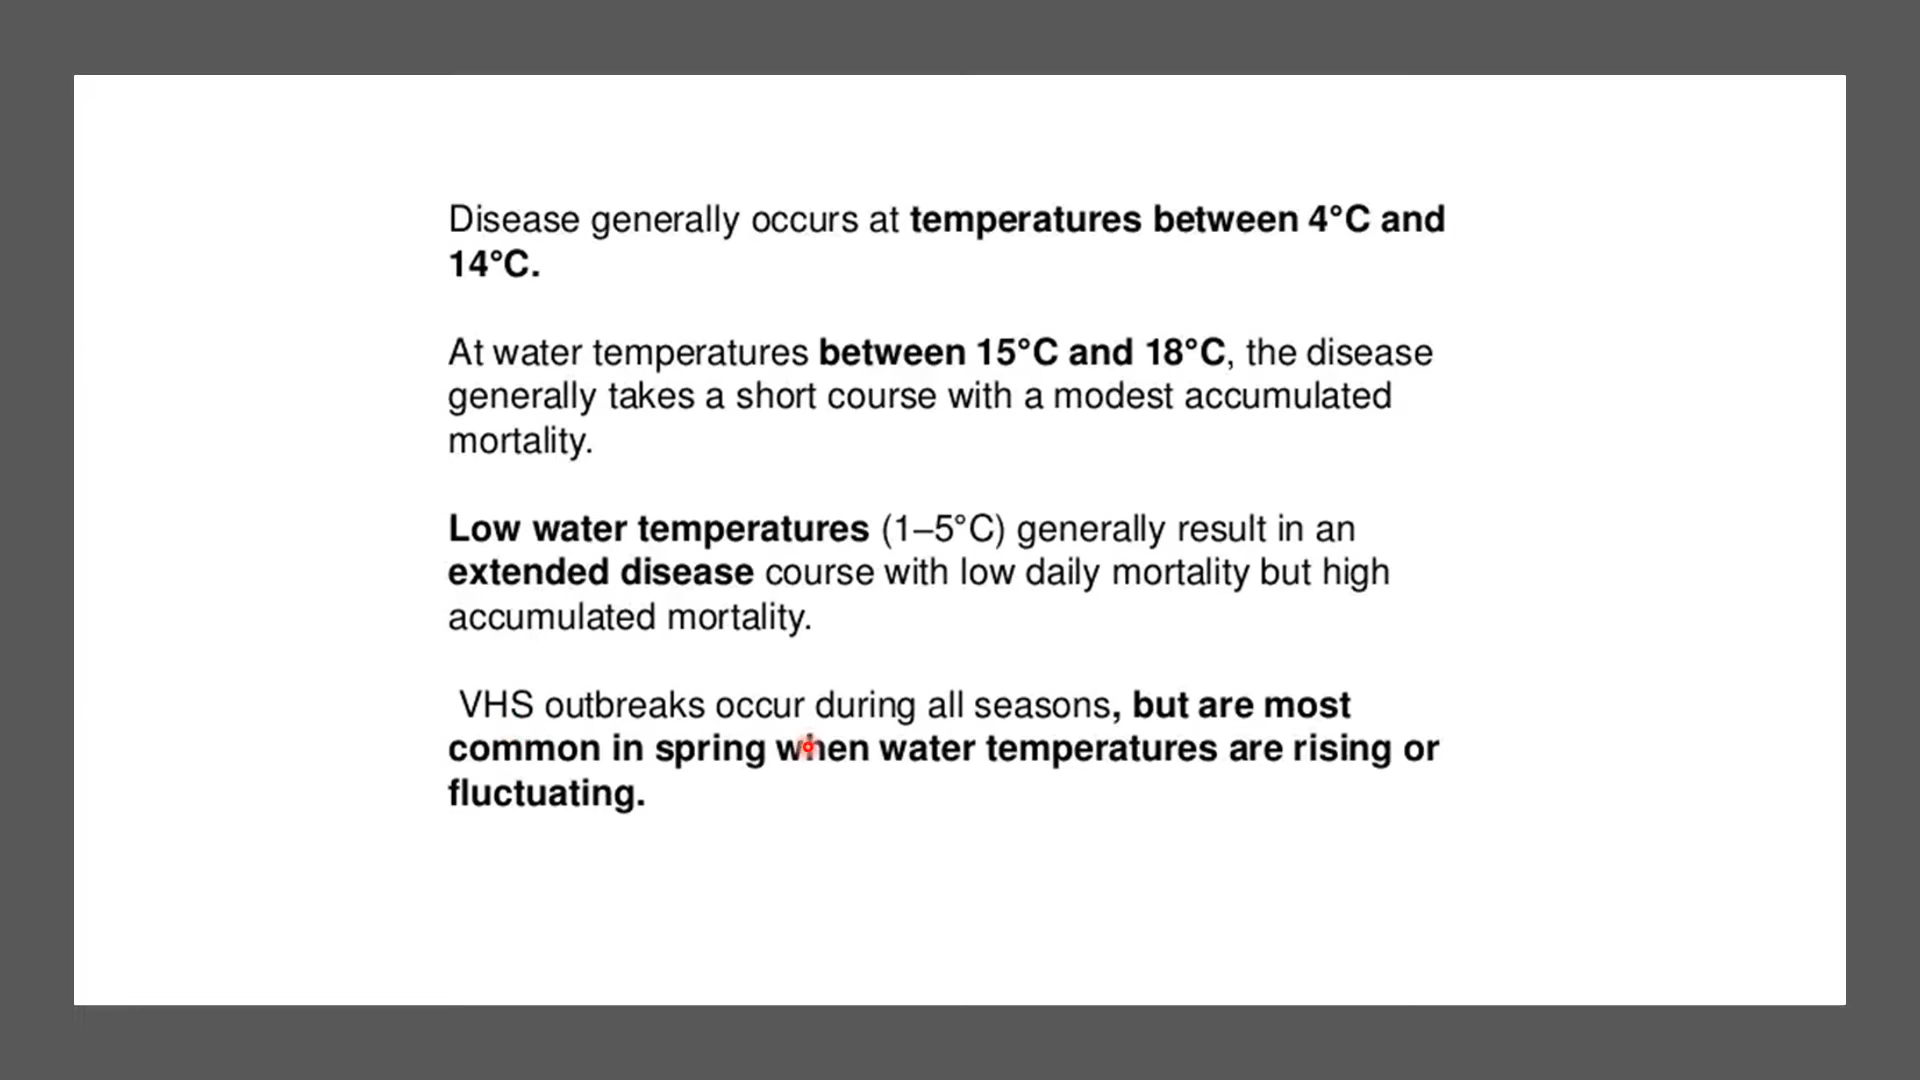 Disease generally occurs at temperatures between 4°C and
14°C.
At water temperatures between 15°C and 18°C, the disease
generally takes a short course with a modest accumulated
mortality.
Low water temperatures (1–5°C) generally result in an
extended disease course with low daily mortality but high
accumulated mortality.
VHS outbreaks occur during all seasons, but are most
common in spring when water temperatures are rising or
fluctuating.